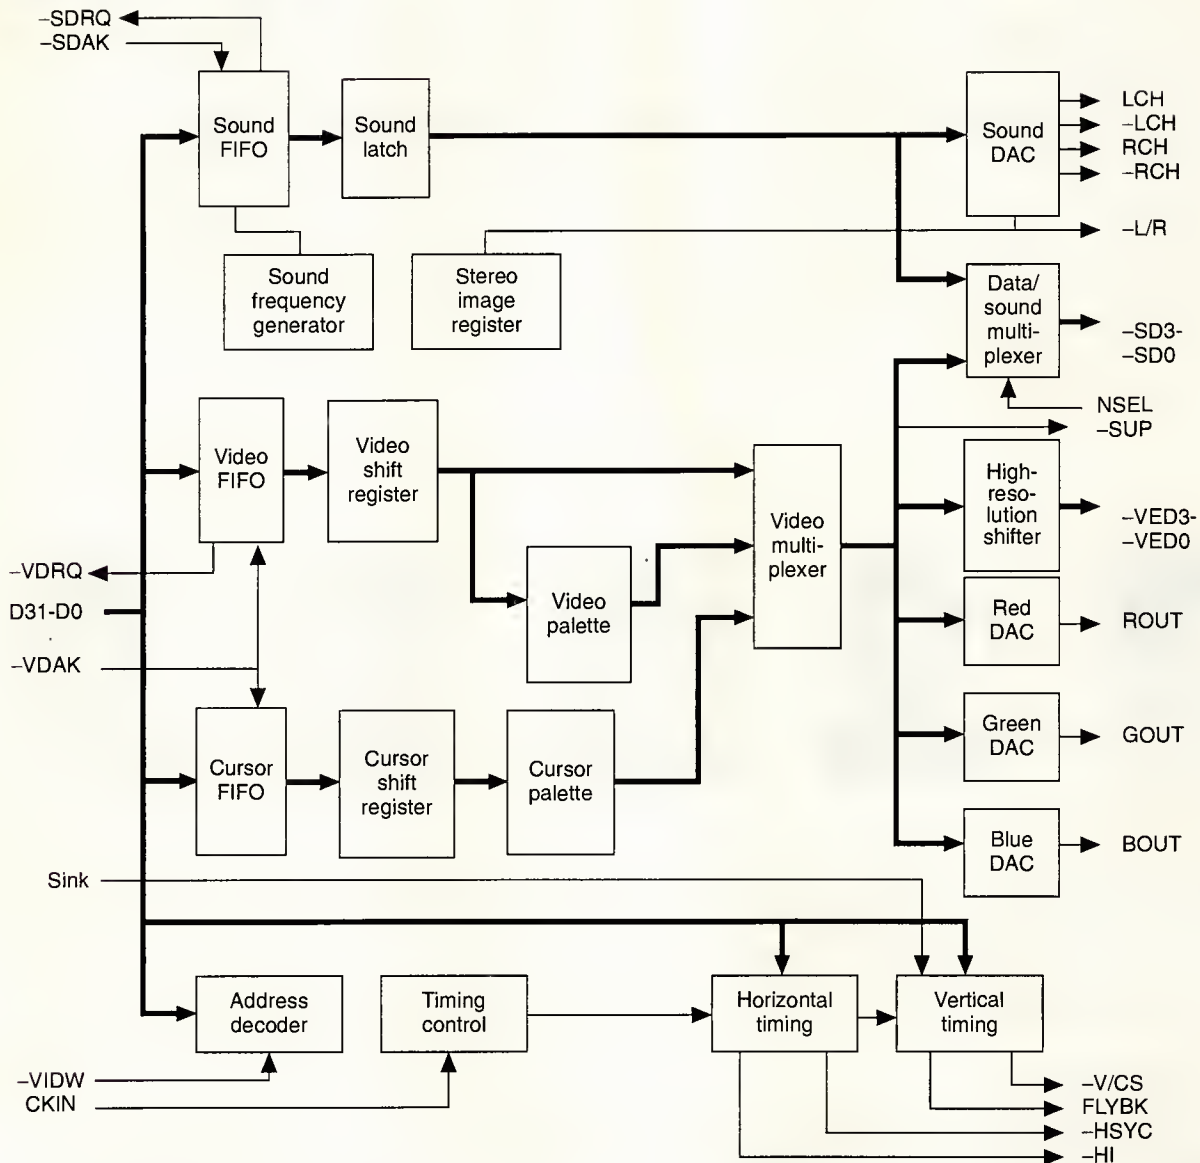 –SDRQ
–SDAK
Sound
FIFO
Sound
latch
Sound
DAC
LCH
–LCH
RCH
–RCH
–L/R
Sound
frequency
generator
Stereo
image
register
Data/
sound
multi-
plexer
–SD3-
-SD0
NSEL
–SUP
Video
FIFO
Video
shift
register
Video
multi-
plexer
High-
reso-
lution
shifter
–VED3-
-VED0
–VDRQ
D31-D0
–VDAK
Video
palette
Red
DAC
ROUT
Cursor
FIFO
Cursor
shift
register
Cursor
palette
Green
DAC
GOUT
Blue
DAC
BOUT
Sink
Address
decoder
Timing
control
Horizontal
timing
Vertical
timing
–VIDW
CKIN
–V/CS
FLYBK
–HSYC
–HI